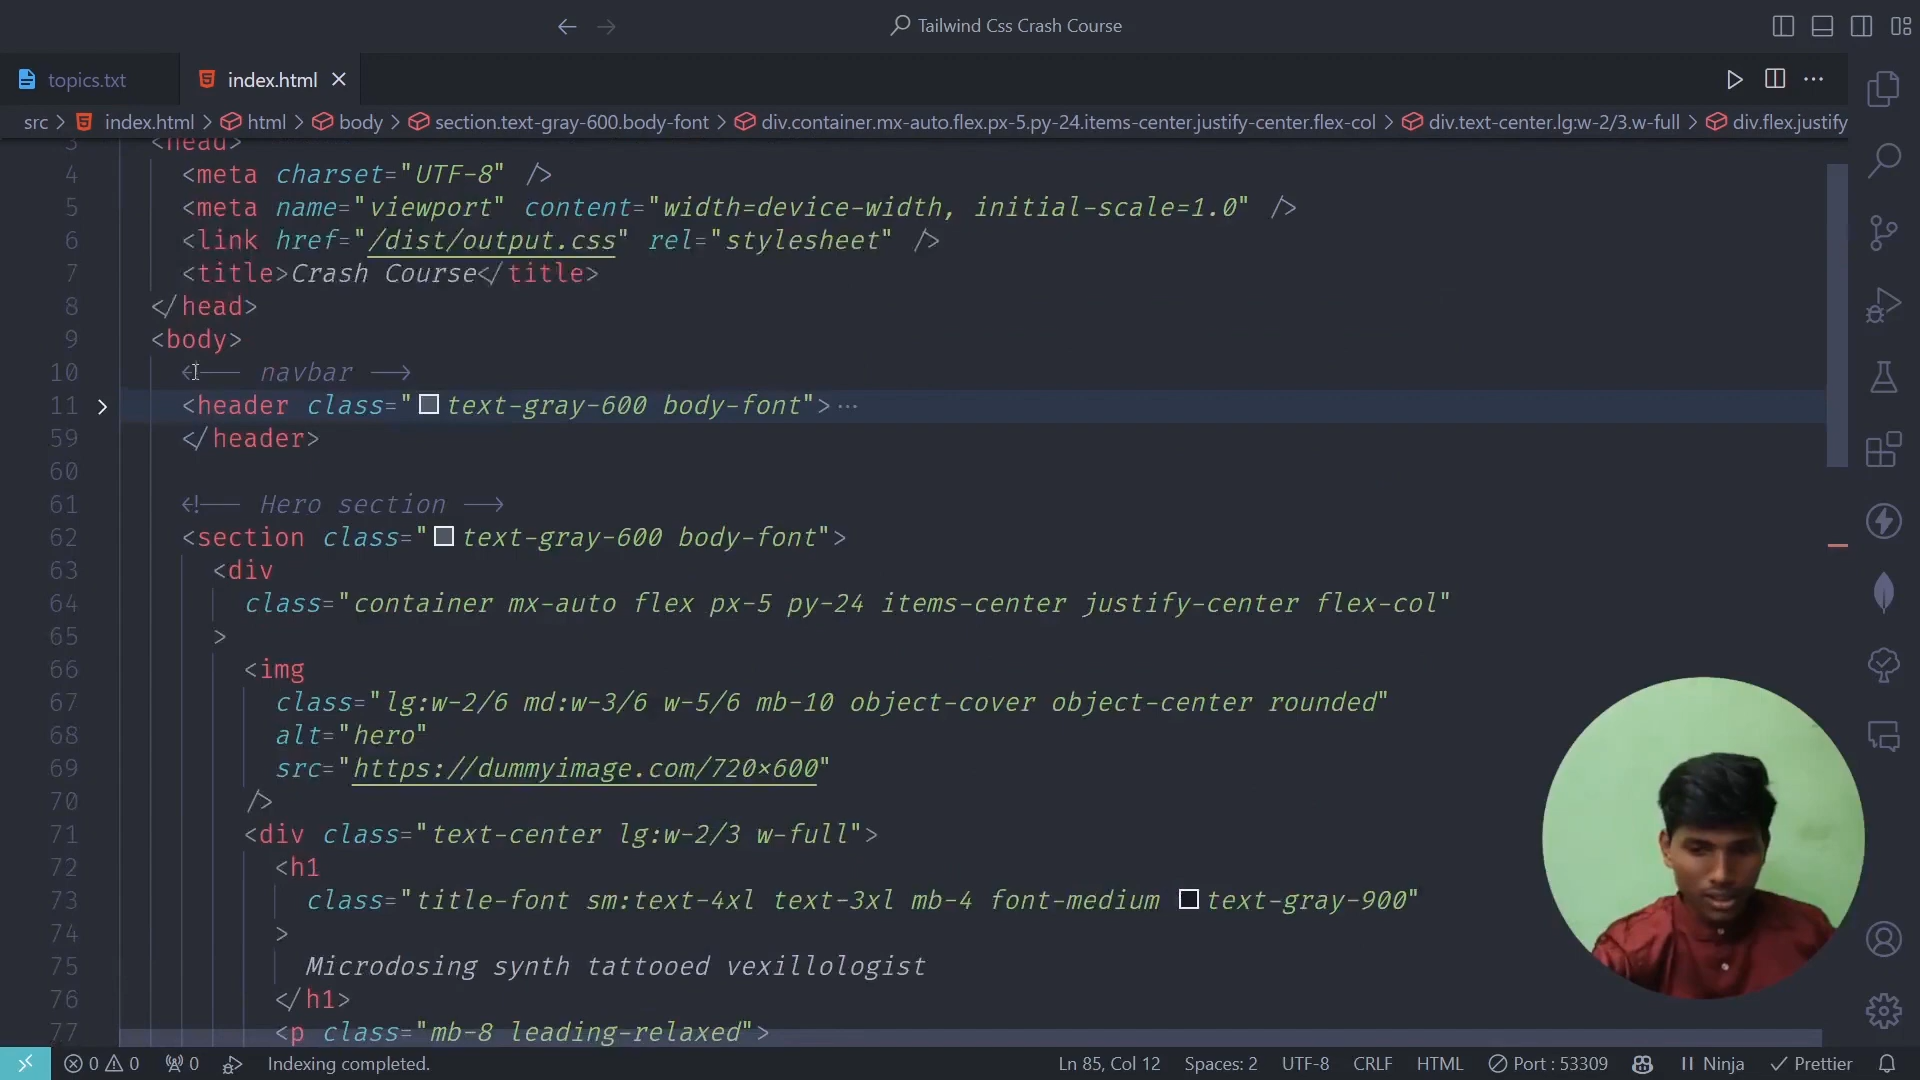 Tailwind Css Crash Course
topics.txt
index.html
src > index.html > html > body > section.text-gray-600.body-font > div.container.mx-auto.flex.px-5.py-24.items-center.justify-center.flex-col > div.text-center.lg:w-2/3.w-full > div.flex.justify
3 <head>
4 <meta charset="UTF-8" />
5 <meta name="viewport" content="width=device-width, initial-scale=1.0" />
6 <link href="/dist/output.css" rel="stylesheet" />
7 <title>Crash Course</title>
8 </head>
9 <body>
10 <!-- navbar -->
11 <header class="text-gray-600 body-font">···
59 </header>
60
61 <!-- Hero section -->
62 <section class="text-gray-600 body-font">
63 <div
64 class="container mx-auto flex px-5 py-24 items-center justify-center flex-col"
65 >
66 <img
67 class="lg:w-2/6 md:w-3/6 w-5/6 mb-10 object-cover object-center rounded"
68 alt="hero"
69 src="https://dummyimage.com/720×600"
70 />
71 <div class="text-center lg:w-2/3 w-full">
72 <h1
73 class="title-font sm:text-4xl text-3xl mb-4 font-medium text-gray-900"
74 >
75 Microdosing synth tattooed vexillologist
76 </h1>
77 <p class="mb-8 leading-relaxed">
0 0 0 Indexing completed. Ln 85, Col 12 Spaces: 2 UTF-8 CRLF HTML Port : 53309 Ninja Prettier